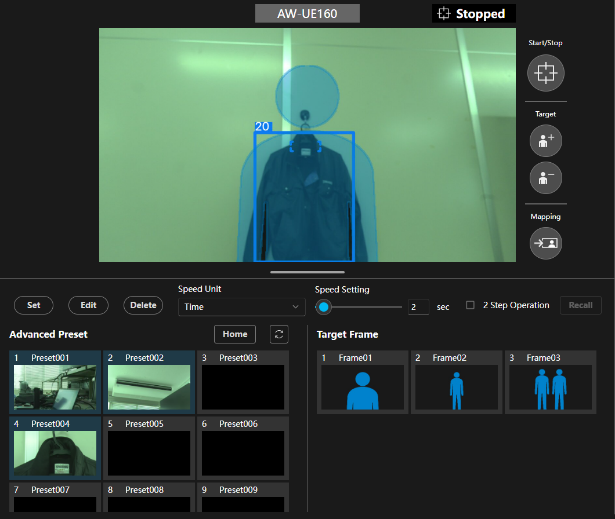 AW-UE160
Stopped
Start/Stop
20
Target
Mapping
Speed Unit
Speed Setting
Set
Edit
Delete
Time
2
sec
2 Step Operation
Recall
Advanced Preset
Home
Target Frame
1 Preset001
2 Preset002
3 Preset003
1 Frame01
2 Frame02
3 Frame03
4 Preset004
5 Preset005
6 Preset006
7 Preset007
8 Preset008
9 Preset009